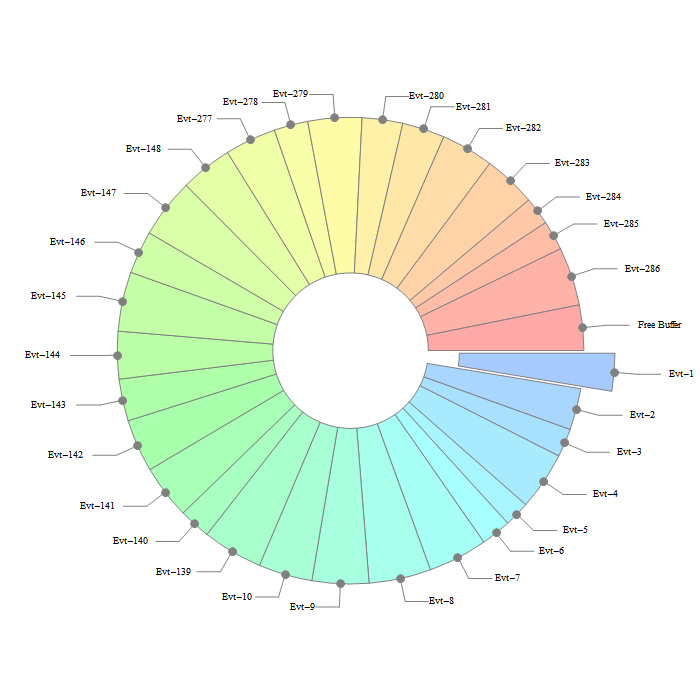 Evt−279
Evt−280
Evt−278
Evt−281
Evt−277
Evt−282
Evt−148
Evt−283
Evt−147
Evt−284
Evt−285
Evt−146
Evt−286
Evt−145
Free Buffer
Evt−144
Evt−1
Evt−143
Evt−2
Evt−142
Evt−3
Evt−4
Evt−141
Evt−5
Evt−140
Evt−6
Evt−139
Evt−7
Evt−10
Evt−8
Evt−9